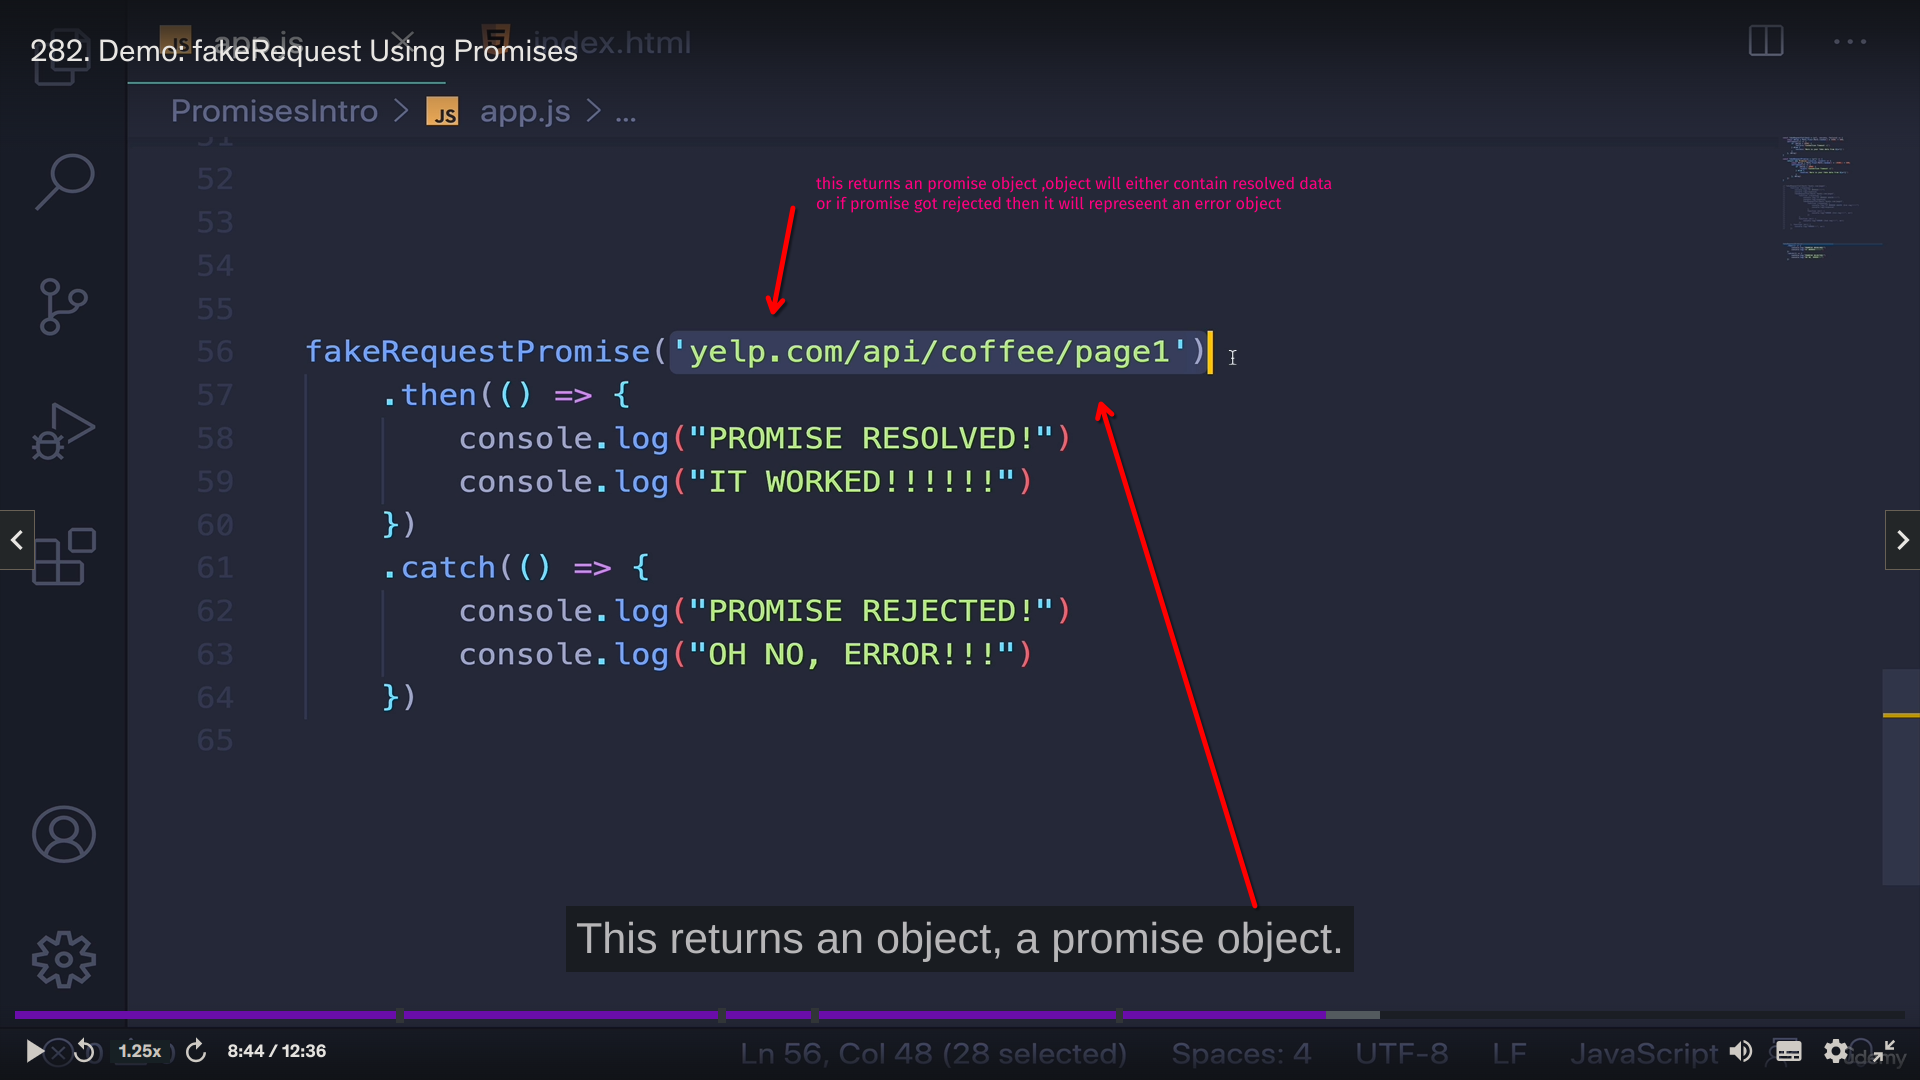 282. Demo: fakeRequest Using Promises
app.js
index.html
PromisesIntro > JS app.js > ...
51
52
this returns an promise object ,object will either contain resolved data
or if promise got rejected then it will represeent an error object
53
54
55
56 fakeRequestPromise('yelp.com/api/coffee/page1')
57 .then(() => {
58 console.log("PROMISE RESOLVED!")
59 console.log("IT WORKED!!!!!!")
60 })
61 .catch(() => {
62 console.log("PROMISE REJECTED!")
63 console.log("OH NO, ERROR!!!")
64 })
65
This returns an object, a promise object.
1.25x 8:44 / 12:36
Ln 56, Col 48 (28 selected) Spaces: 4 UTF-8 LF JavaScript
udemy